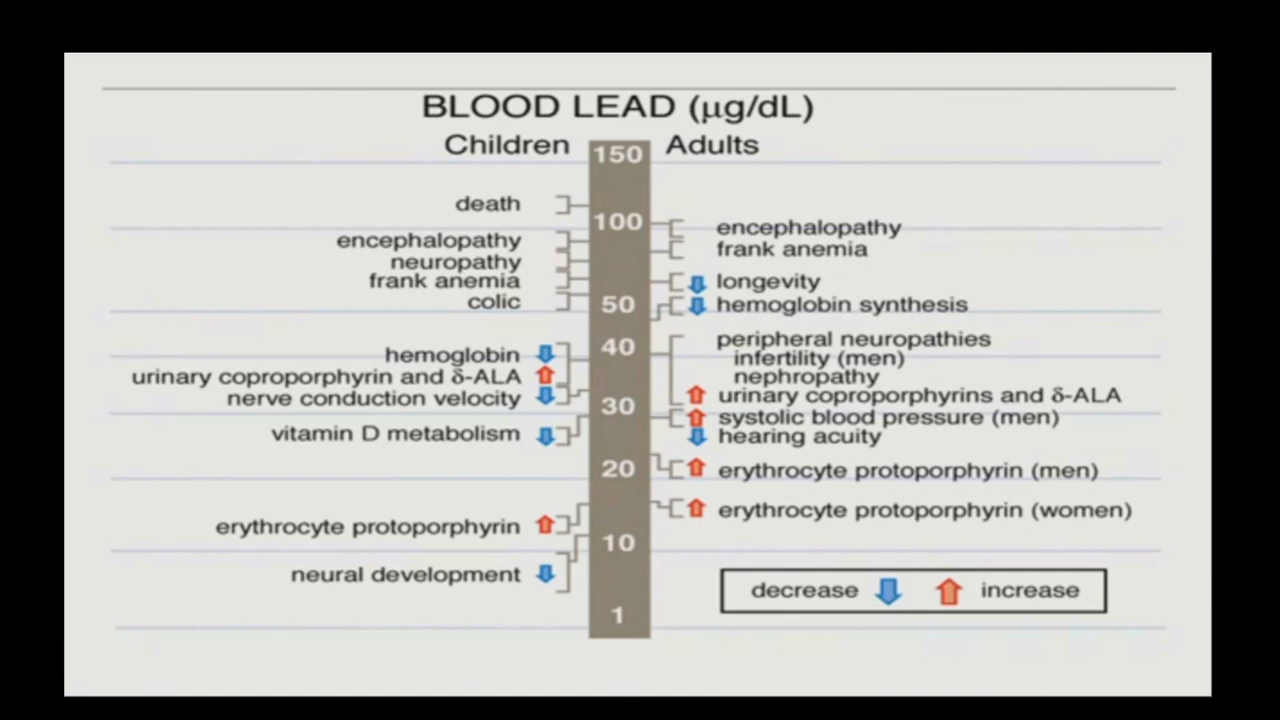 BLOOD LEAD (µg/dL)
Children
Adults
150
death
100
encephalopathy
frank anemia
encephalopathy
neuropathy
frank anemia
colic
longevity
50
hemoglobin synthesis
40
peripheral neuropathies
infertility (men)
nephropathy
urinary coproporphyrins and δ-ALA
hemoglobin
urinary coproporphyrin and δ-ALA
nerve conduction velocity
30
systolic blood pressure (men)
hearing acuity
vitamin D metabolism
20
erythrocyte protoporphyrin (men)
erythrocyte protoporphyrin (women)
erythrocyte protoporphyrin
10
neural development
decrease increase
1